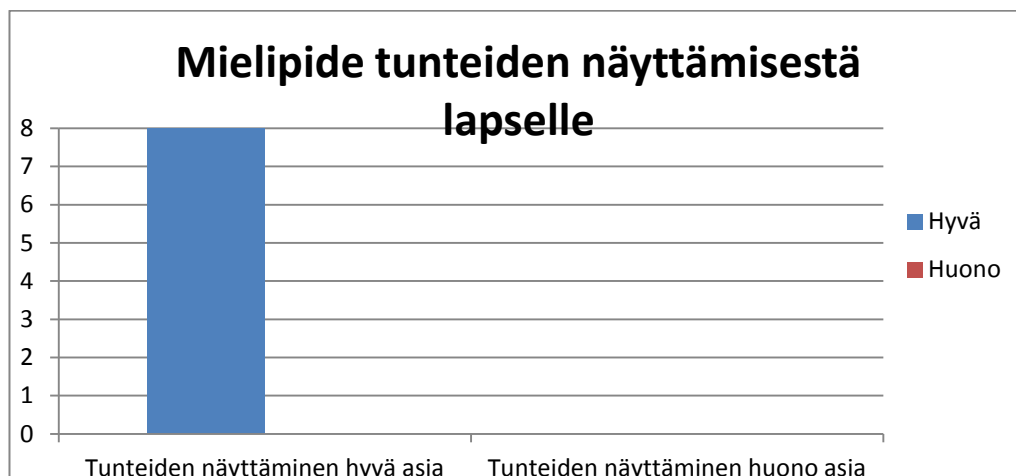 Mielipide tunteiden näyttämisestä
lapselle
8
7
6
5
4
3
2
1
0
Tunteiden näyttäminen hyvä asia
Tunteiden näyttäminen huono asia
Hyvä
Huono